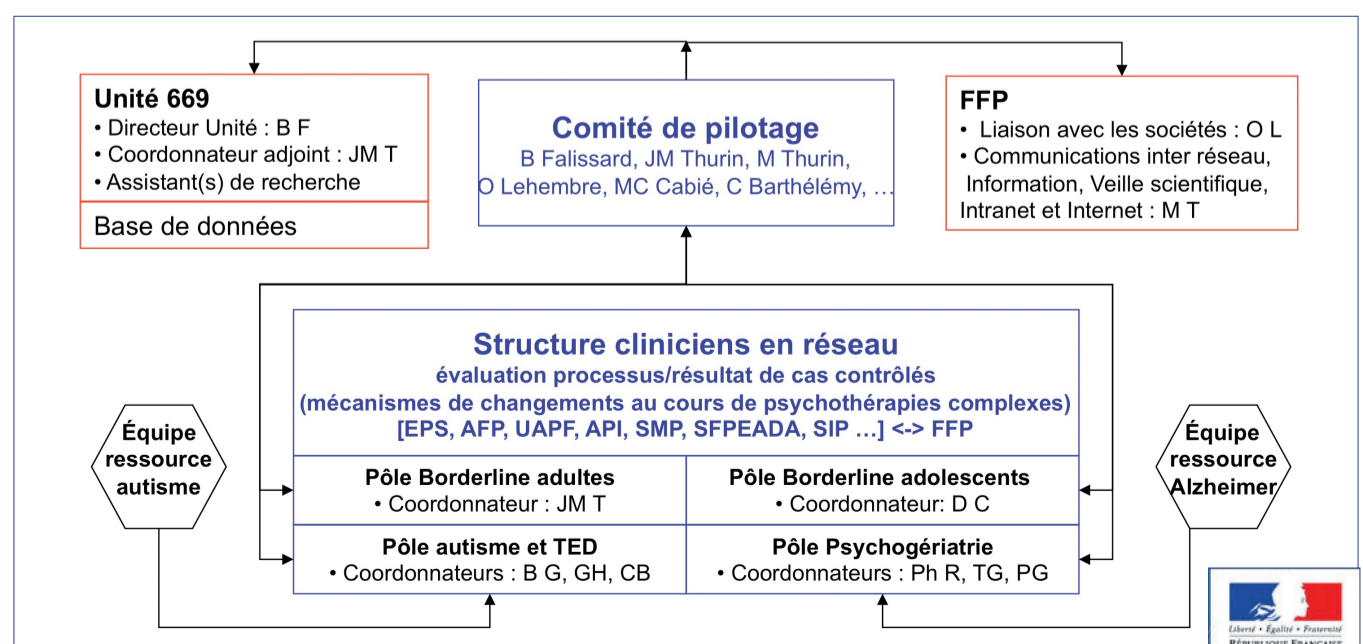 Unité 669
• Directeur Unité : B F
• Coordonnateur adjoint : JM T
• Assistant(s) de recherche
Base de données
Comité de pilotage
B Falissard, JM Thurin, M Thurin,
O Lehembre, MC Cabié, C Barthélémy, …
FFP
• Liaison avec les sociétés : O L
• Communications inter réseau,
Information, Veille scientifique,
Intranet et Internet : M T
Structure cliniciens en réseau
évaluation processus/résultat de cas contrôlés
(mécanismes de changements au cours de psychothérapies complexes)
[EPS, AFP, UAPF, API, SMP, SFPEADA, SIP …] <-> FFP
Équipe
ressource
autisme
Pôle Borderline adultes
• Coordonnateur : JM T
Pôle Borderline adolescents
• Coordonnateur: D C
Pôle autisme et TED
• Coordonnateurs : B G, GH, CB
Pôle Psychogériatrie
• Coordonnateurs : Ph R, TG, PG
Équipe
ressource
Alzheimer
Liberté • Égalité • Fraternité
RÉPUBLIQUE FRANÇAISE